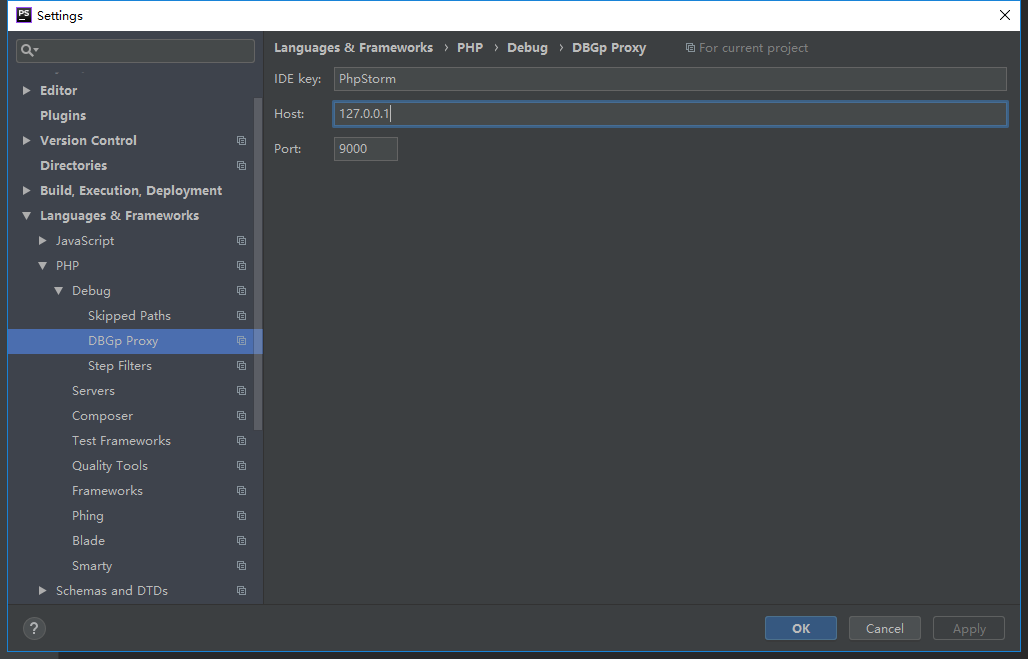 PS Settings
Languages & Frameworks › PHP › Debug › DBGp Proxy For current project
IDE key: PhpStorm
Host: 127.0.0.1
Port: 9000
Editor
Plugins
Version Control
Directories
Build, Execution, Deployment
Languages & Frameworks
JavaScript
PHP
Debug
Skipped Paths
DBGp Proxy
Step Filters
Servers
Composer
Test Frameworks
Quality Tools
Frameworks
Phing
Blade
Smarty
Schemas and DTDs
? OK Cancel Apply